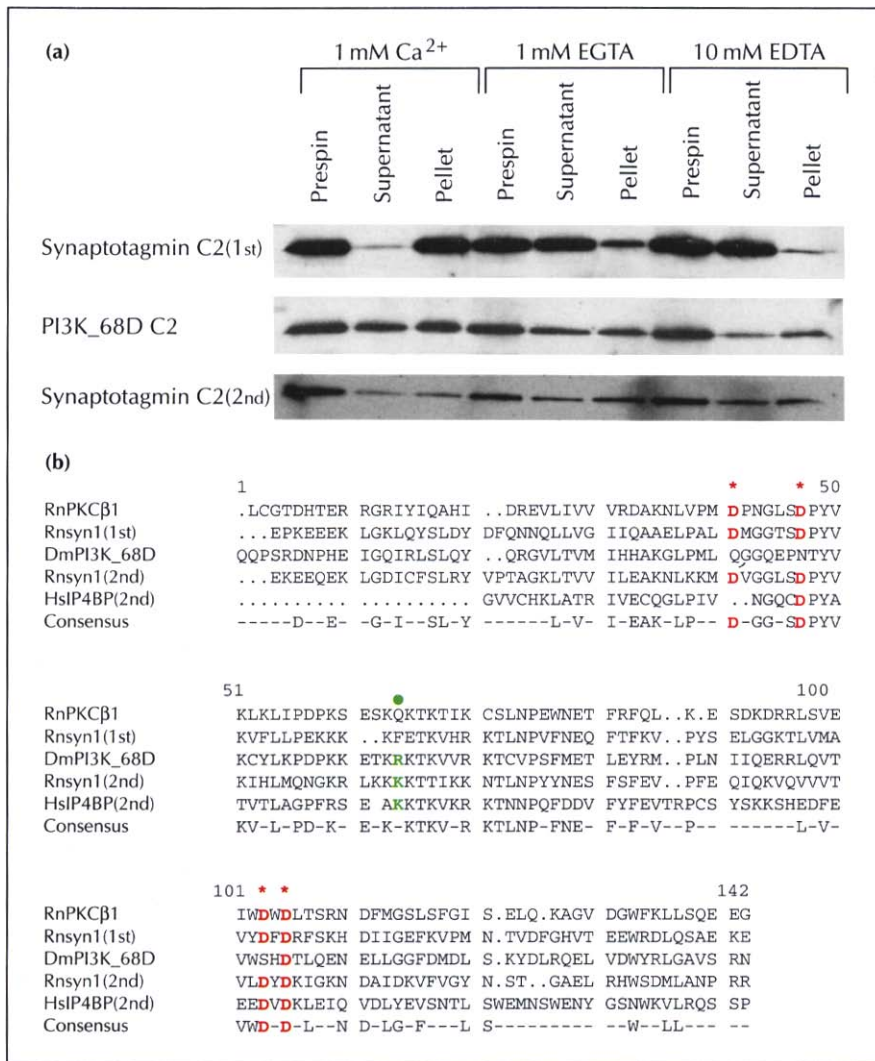 (a)
1 mM Ca2+ 1 mM EGTA 10 mM EDTA
Prespin Supernatant Pellet Prespin Supernatant Pellet Prespin Supernatant Pellet
Synaptotagmin C2(1st)
PI3K_68D C2
Synaptotagmin C2(2nd)
(b)
1 * * 50
RnPKCβ1 .LCGTDHTER RGRIYIQAHI ..DREVLIVV VRDAKNLVPM DPNGLSDPYV
Rnsyn1(1st) ...EPKEEEK LGKLQYSLDY DFQNNQLLVG IIQAAELPAL DMGGTSDPYV
DmPI3K_68D QQPSRDNPHE IGQIRLSLQY ..QRGVLTVM IHHAKGLPML QGGQEPNTYV
Rnsyn1(2nd) ...EKEEQEK LGDICFSLRY VPTAGKLTVV ILEAKNLKKM DVGGLSDPYV
HsIP4BP(2nd) .......... .......... GVVCHKLATR IVECQGLPIV ..NGQCDPYA
Consensus -----D--E- -G-I--SL-Y ------L-V- I-EAK-LP-- D-GG-SDPYV
51 100
RnPKCβ1 KLKLIPDPKS ESKQKTKTIK CSLNPEWNET FRFQL..K.E SDKDRRLSVE
Rnsyn1(1st) KVFLLPEKKK ..KFETKVHR KTLNPVFNEQ FTFKV..PYS ELGGKTLVMA
DmPI3K_68D KCYLKPDPKK ETKRKTKVVR KTCVPSFMET LEYRM..PLN IIQERRLQVT
Rnsyn1(2nd) KIHLMQNGKR LKKKKTTIKK NTLNPYYNES FSFEV..PFE QIQKVQVVVT
HsIP4BP(2nd) TVTLAGPFRS EAKKTKVKR KTNNPQFDDV FYFEVTRPCS YSKKSHEDFE
Consensus KV-L-PD-K- E-K-KTKV-R KTLNP-FNE- F-F-V--P-- -----L-V-
101 * * 142
RnPKCβ1 IWDWDLTSRN DFMGSLSFGI S.ELQ.KAGV DGWFKLLSQE EG
Rnsyn1(1st) VYDFDRFSKH DIIGEFKVPM N.TVDFGHVT EEWRDLQSAE KE
DmPI3K_68D VWSHDTLQEN ELLGGFDMDL S.KYDLRQEL VDWYRLGAVS RN
Rnsyn1(2nd) VLDYDKIGKN DAIDKVFVGY N.ST..GAEL RHWSDMLANP RR
HsIP4BP(2nd) EEDVDKLEIQ VDLYEVSNTL SWEMNSWENY GSNWKVLRQS SP
Consensus VWD-D-L--N D-LG-F---L S--------- --W-LL---- --